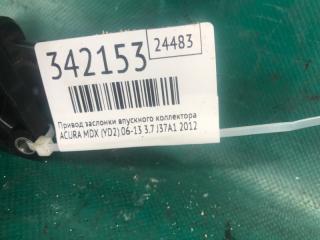 342153
24483
Привод заслонки впускного коллектора
ACURA MDX (YD2) 06-13 3.7 J37A1 2012